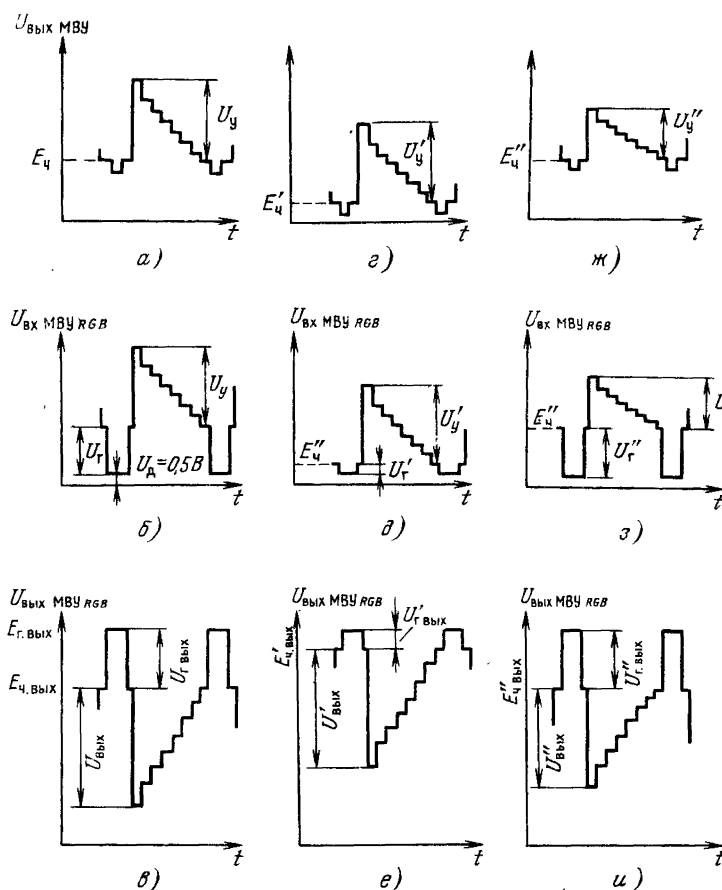 U вых МВУ
E ч
U у
t
а)
E' ч
U' у
t
г)
E'' ч
U'' у
t
ж)
U вх МВУ RGB
U г
U д = 0,5 В
U у
t
б)
U вх МВУ RGB
E'' ч
U' г
U' у
t
д)
U вх МВУ RGB
E'' ч
U'' г
U
t
з)
U вых МВУ RGB
E г.вых
E ч.вых
U г вых
U вых
t
в)
U вых МВУ RGB
E' ч.вых
U' г вых
U' вых
t
е)
U вых МВУ RGB
E'' ч.вых
U'' г.вых
U'' вых
t
и)